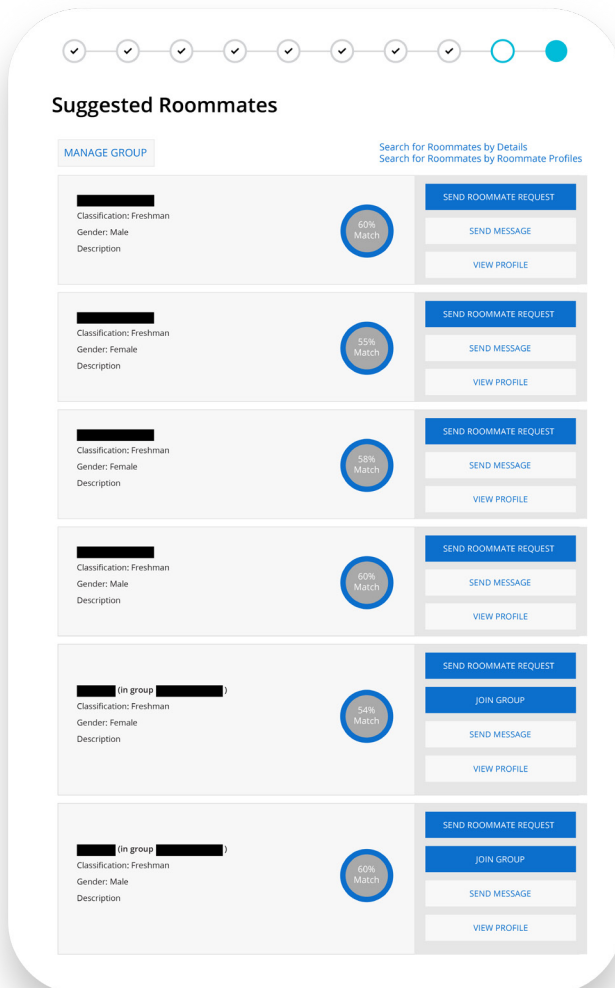 Suggested Roommates
MANAGE GROUP
Search for Roommates by Details
Search for Roommates by Roommate Profiles
Classification: Freshman
Gender: Male
Description
60%
Match
SEND ROOMMATE REQUEST
SEND MESSAGE
VIEW PROFILE
Classification: Freshman
Gender: Female
Description
55%
Match
SEND ROOMMATE REQUEST
SEND MESSAGE
VIEW PROFILE
Classification: Freshman
Gender: Female
Description
58%
Match
SEND ROOMMATE REQUEST
SEND MESSAGE
VIEW PROFILE
Classification: Freshman
Gender: Male
Description
60%
Match
SEND ROOMMATE REQUEST
SEND MESSAGE
VIEW PROFILE
(in group )
Classification: Freshman
Gender: Female
Description
54%
Match
SEND ROOMMATE REQUEST
JOIN GROUP
SEND MESSAGE
VIEW PROFILE
(in group )
Classification: Freshman
Gender: Male
Description
60%
Match
SEND ROOMMATE REQUEST
JOIN GROUP
SEND MESSAGE
VIEW PROFILE